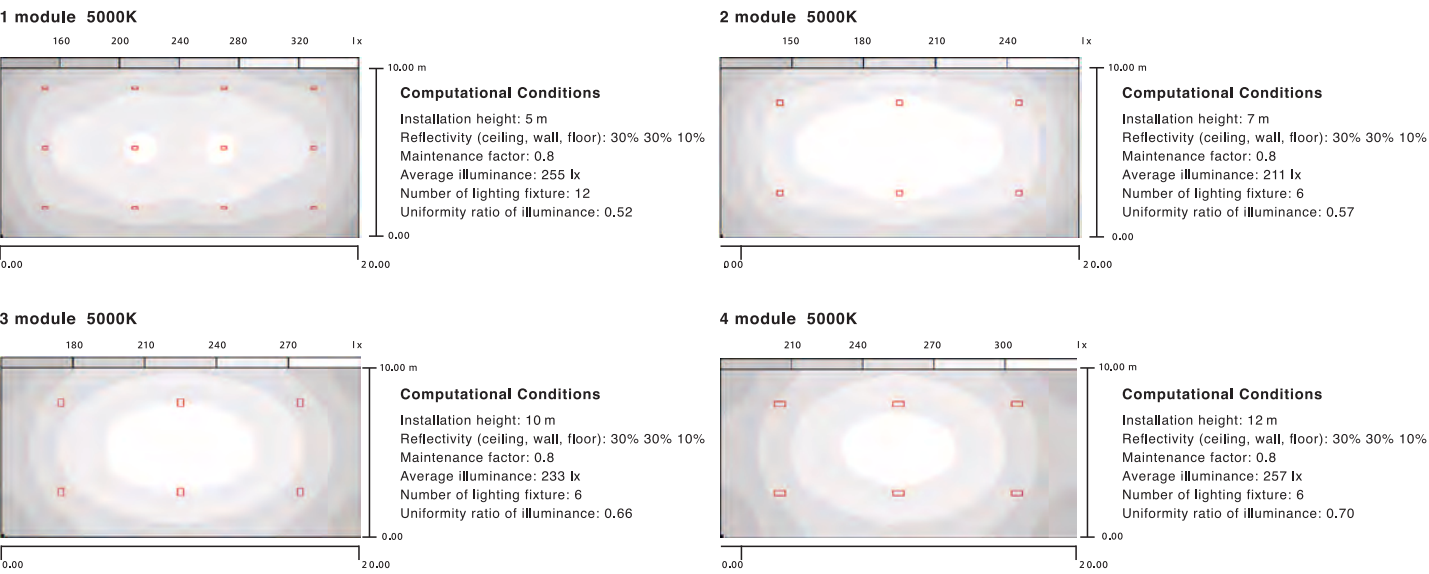 1 module 5000K
160 210 240 280 320 lx
10.00 m
Computational Conditions
Installation height: 5 m
Reflectivity (ceiling, wall, floor): 30% 30% 10%
Maintenance factor: 0.8
Average illuminance: 255 lx
Number of lighting fixture: 12
Uniformity ratio of illuminance: 0.52
0.00
0.00 20.00
2 module 5000K
150 180 210 240 lx
10.00 m
Computational Conditions
Installation height: 7 m
Reflectivity (ceiling, wall, floor): 30% 30% 10%
Maintenance factor: 0.8
Average illuminance: 211 lx
Number of lighting fixture: 6
Uniformity ratio of illuminance: 0.57
0.00
0.00 20.00
3 module 5000K
180 210 240 270 lx
10.00 m
Computational Conditions
Installation height: 10 m
Reflectivity (ceiling, wall, floor): 30% 30% 10%
Maintenance factor: 0.8
Average illuminance: 233 lx
Number of lighting fixture: 6
Uniformity ratio of illuminance: 0.66
0.00
0.00 20.00
4 module 5000K
210 240 270 300 lx
10.00 m
Computational Conditions
Installation height: 12 m
Reflectivity (ceiling, wall, floor): 30% 30% 10%
Maintenance factor: 0.8
Average illuminance: 257 lx
Number of lighting fixture: 6
Uniformity ratio of illuminance: 0.70
0.00
0.00 20.00